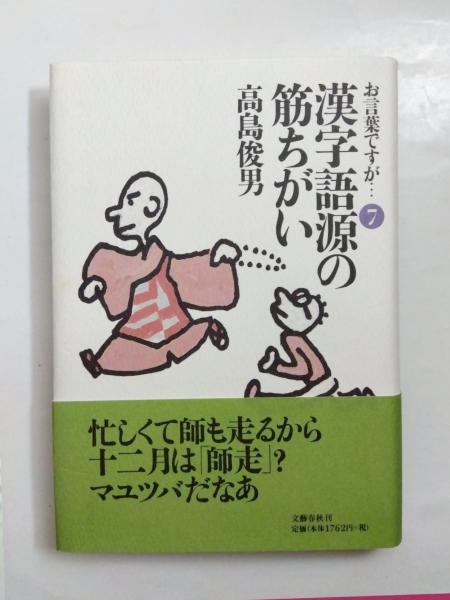 お言葉ですが…
7
漢字語源の
筋ちがい
高島俊男
忙しくて師も走るから
十二月は「師走」?
マユツバだなあ
文藝春秋刊
定価(本体1762円+税)